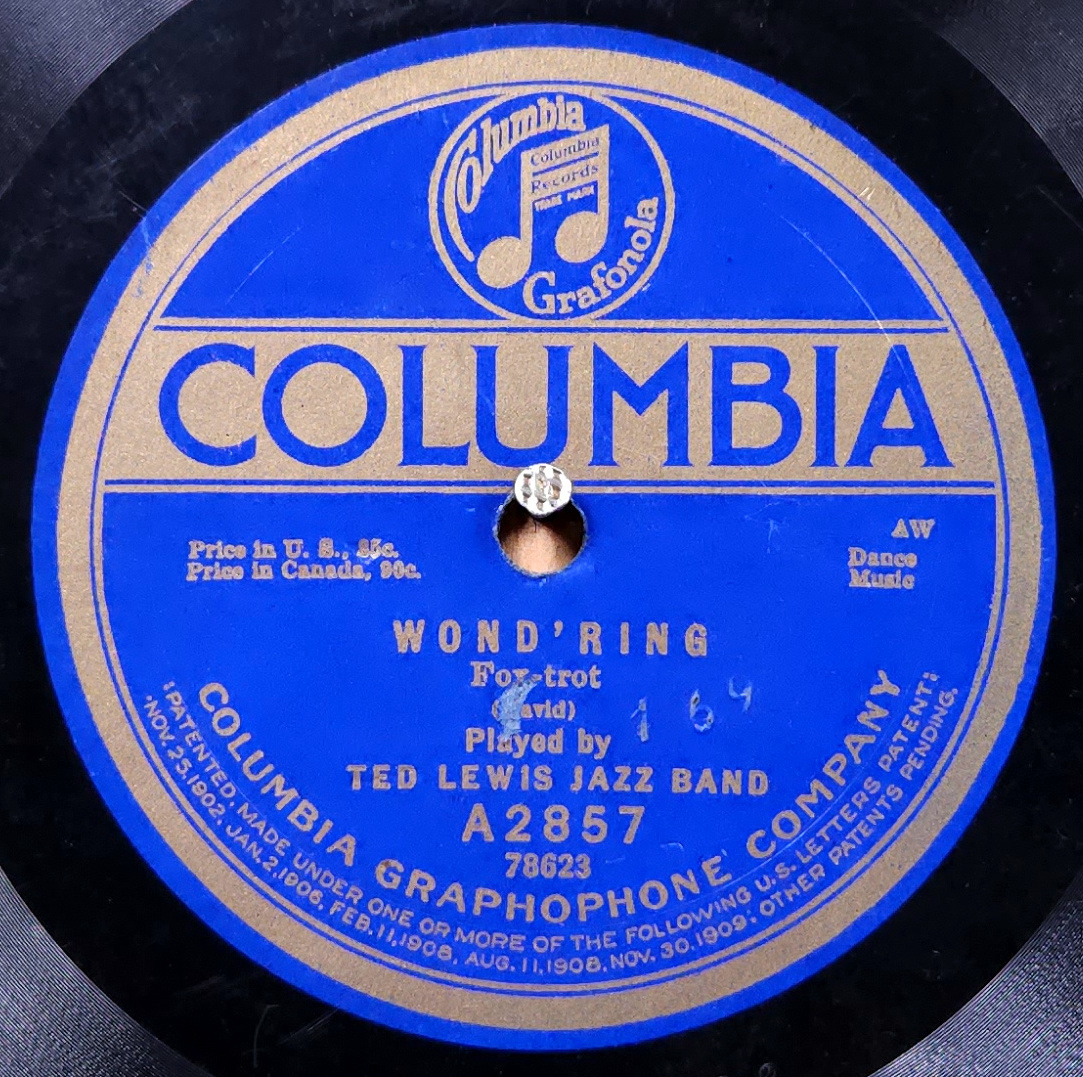 Columbia
Columbia
Records
TRADE MARK
Grafonola
COLUMBIA
Price in U. S., 85c.
Price in Canada, 90c.
AW
Dance
Music
WOND'RING
Fox-trot
Played by
TED LEWIS JAZZ BAND
A2857
78623
1 64
COLUMBIA GRAPHOPHONE COMPANY
PATENTED, MADE UNDER ONE OR MORE OF THE FOLLOWING U.S. LETTERS PATENT:
NOV. 25, 1902, JAN. 2, 1906, FEB. 11, 1908, AUG. 11, 1908, NOV. 30, 1909: OTHER PATENTS PENDING.